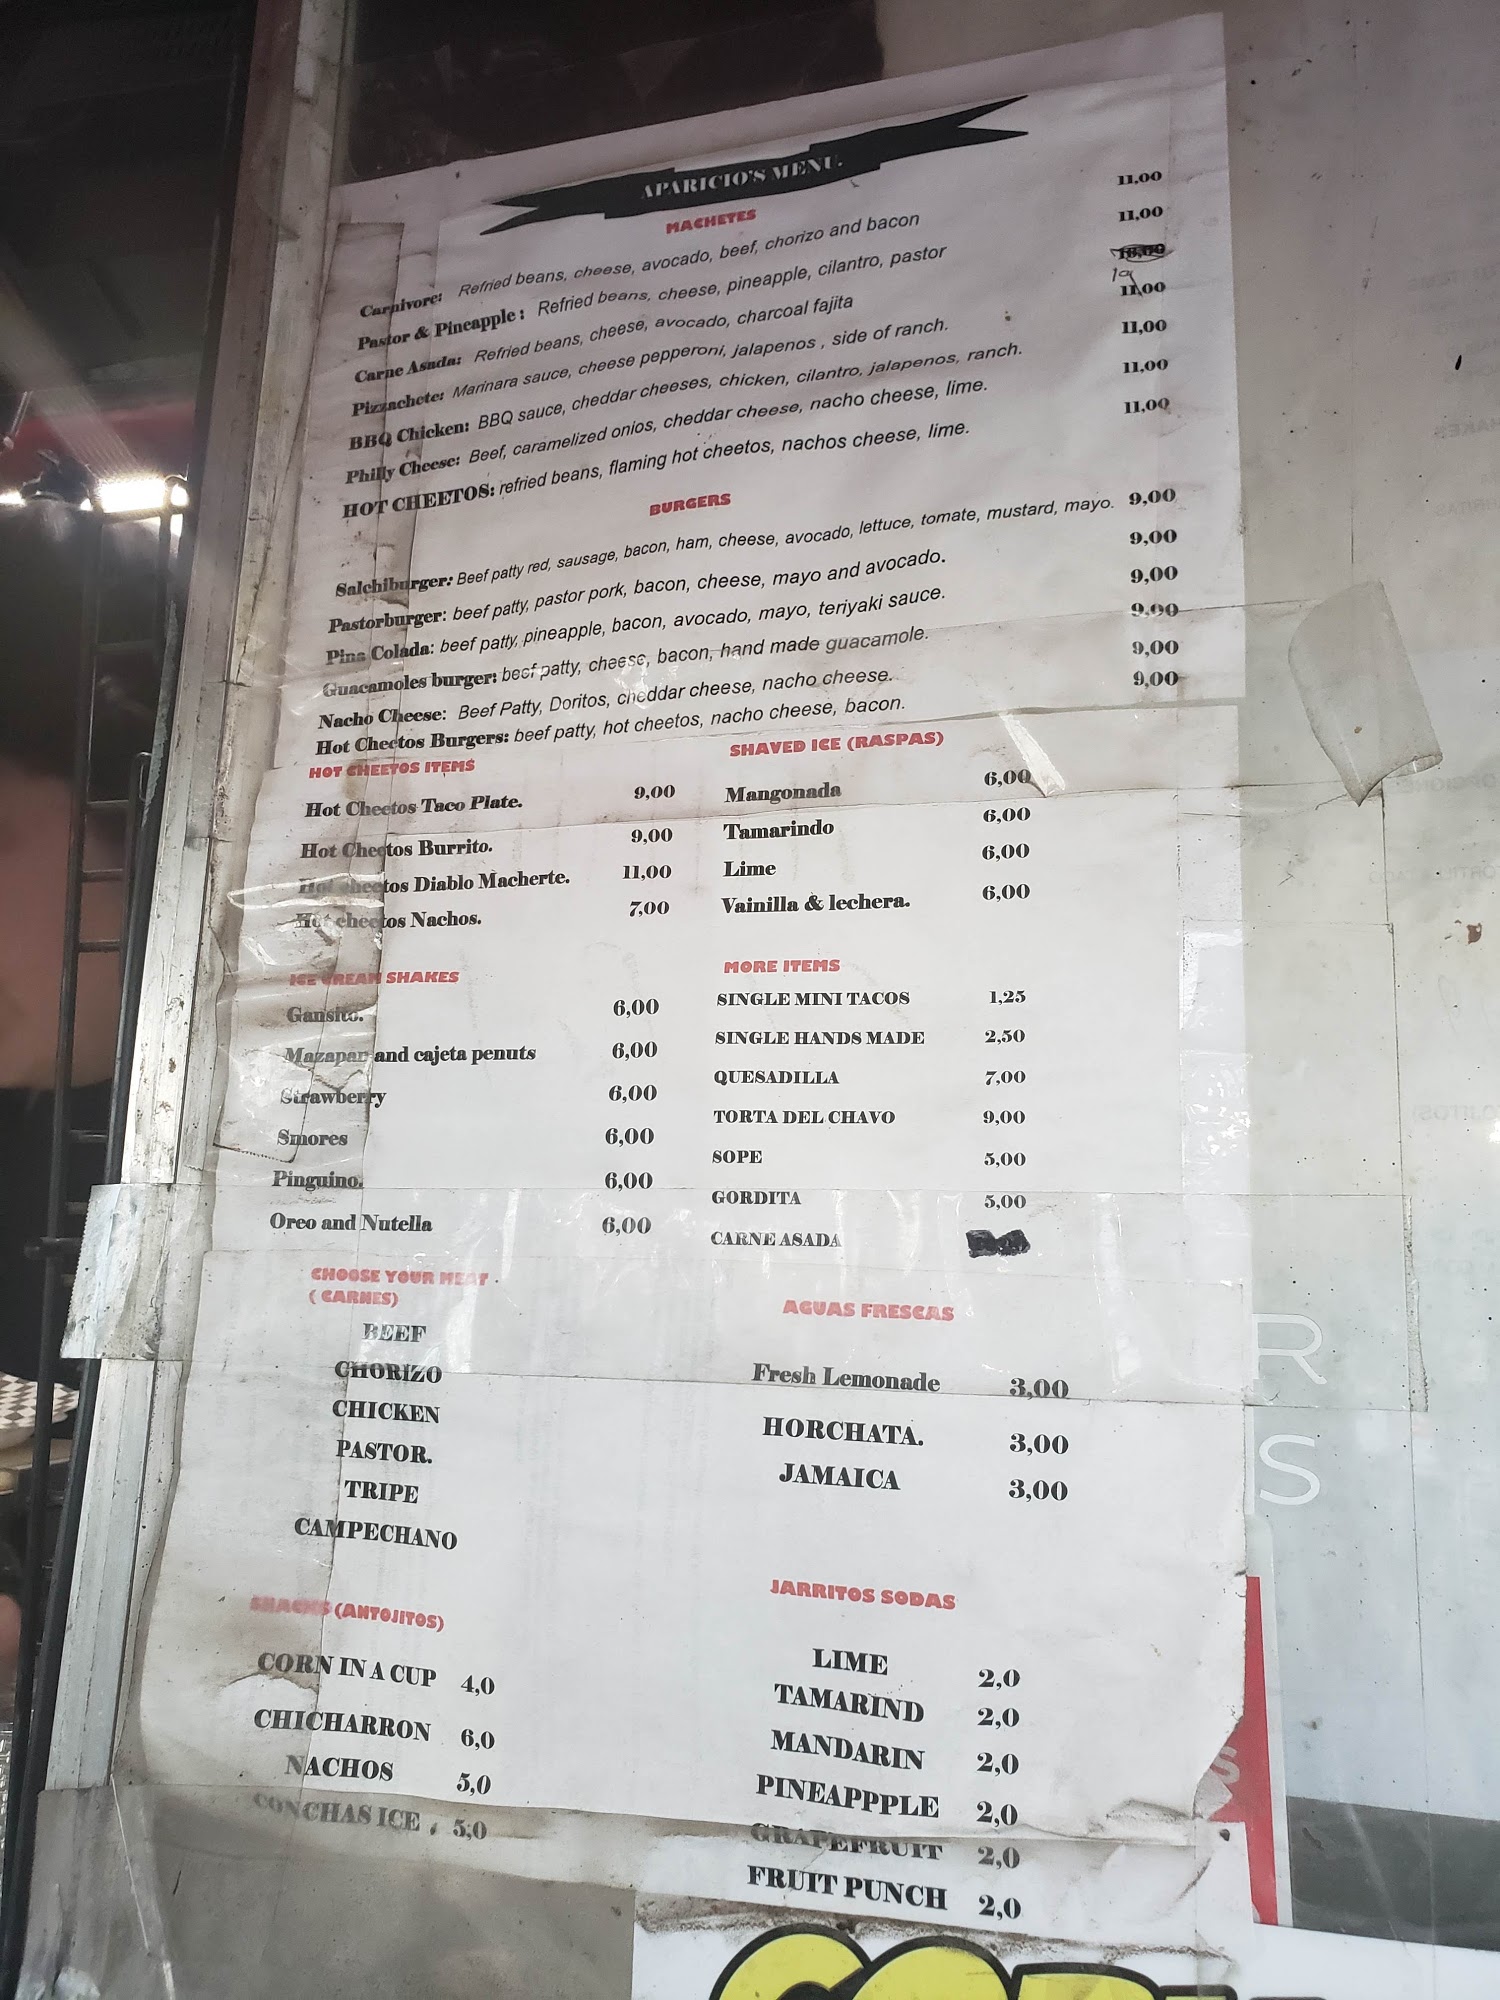 APARICIO'S MENU.
MACHETES
Carnivore: Refried beans, cheese, avocado, beef, chorizo and bacon 11,00
Pastor & Pineapple: Refried beans, cheese, pineapple, cilantro, pastor 11,00
Carne Asada: Refried beans, cheese, avocado, charcoal fajita
Pizzachete: Marinara sauce, cheese pepperoni, jalapenos , side of ranch. 11,00
BBQ Chicken: BBQ sauce, cheddar cheeses, chicken, cilantro, jalapenos, ranch. 11,00
Philly Cheese: Beef, caramelized onios, cheddar cheese, nacho cheese, lime. 11,00
HOT CHEETOS: refried beans, flaming hot cheetos, nachos cheese, lime. 11,00
BURGERS
Salchiburger: Beef patty red, sausage, bacon, ham, cheese, avocado, lettuce, tomate, mustard, mayo. 9,00
Pastorburger: beef patty, pastor pork, bacon, cheese, mayo and avocado. 9,00
Pina Colada: beef patty, pineapple, bacon, avocado, mayo, teriyaki sauce. 9,00
Guacamoles burger: beef patty, cheese, bacon, hand made guacamole. 9,00
Nacho Cheese: Beef Patty, Doritos, cheddar cheese, nacho cheese. 9,00
Hot Cheetos Burgers: beef patty, hot cheetos, nacho cheese, bacon. 9,00
HOT CHEETOS ITEMS
Hot Cheetos Taco Plate. 9,00
Hot Cheetos Burrito. 9,00
Hot cheetos Diablo Macherte. 11,00
Hot cheetos Nachos. 7,00
SHAVED ICE (RASPAS)
Mangonada 6,00
Tamarindo 6,00
Lime 6,00
Vainilla & lechera. 6,00
ICE CREAM SHAKES
Gansito. 6,00
Mazapan and cajeta penuts 6,00
Strawberry 6,00
Smores 6,00
Pinguino. 6,00
Oreo and Nutella 6,00
MORE ITEMS
SINGLE MINI TACOS 1,25
SINGLE HANDS MADE 2,50
QUESADILLA 7,00
TORTA DEL CHAVO 9,00
SOPE 5,00
GORDITA 5,00
CARNE ASADA
CHOOSE YOUR MEAT .
( CARNES)
BEEF
CHORIZO
CHICKEN
PASTOR.
TRIPE
CAMPECHANO
AGUAS FRESCAS
Fresh Lemonade 3,00
HORCHATA. 3,00
JAMAICA 3,00
SNACKS (ANTOJITOS)
CORN IN A CUP 4,0
CHICHARRON 6,0
NACHOS 5,0
CONCHAS ICE , 5,0
JARRITOS SODAS
LIME 2,0
TAMARIND 2,0
MANDARIN 2,0
PINEAPPPLE 2,0
GRAPEFRUIT 2,0
FRUIT PUNCH 2,0
R
S